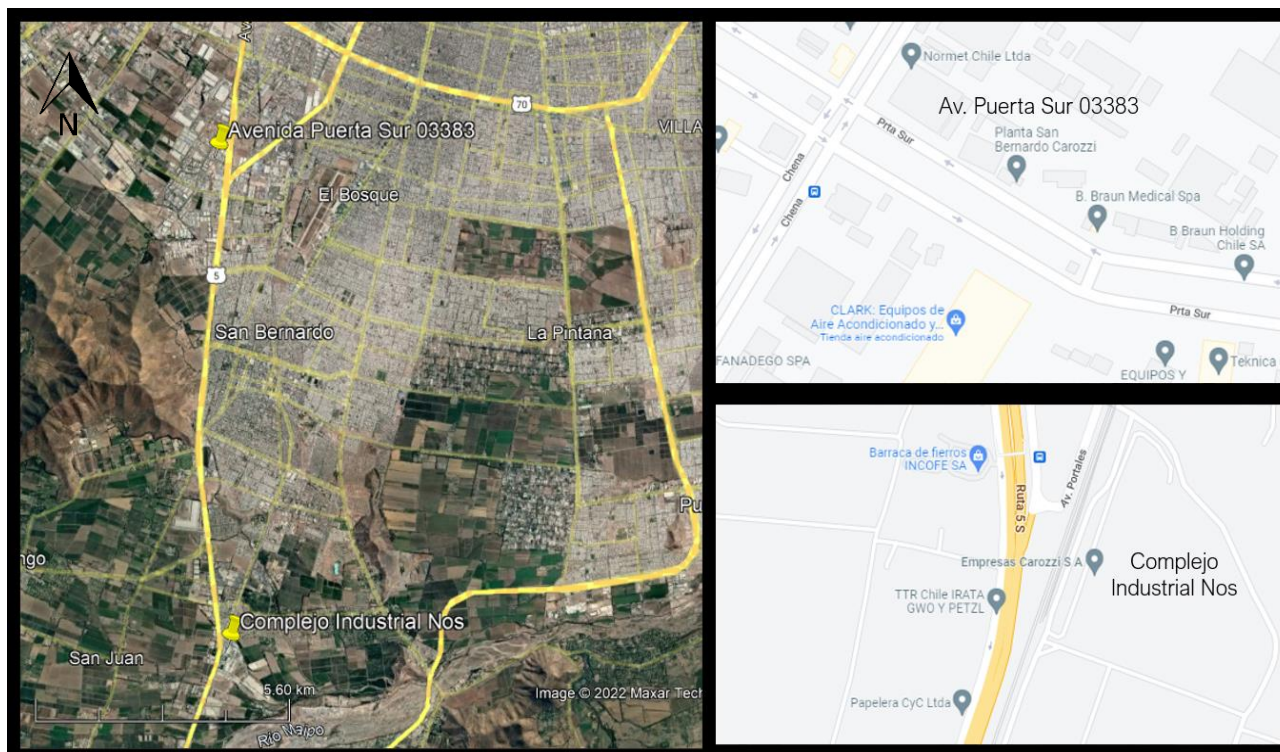 N
Av
70
Avenida Puerta Sur 03383
VILLA
El Bosque
5
San Bernardo
La Pintana
Pu
ngo
Complejo Industrial Nos
San Juan
5.60 km
Image © 2022 Maxar Tech
Río Maipo
Normet Chile Ltda
Av. Puerta Sur 03383
Prta Sur
Planta San
Bernardo Carozzi
Chena
Chena
B. Braun Medical Spa
B Braun Holding
Chile SA
CLARK: Equipos de
Aire Acondicionado y...
Tienda aire acondicionado
Prta Sur
FANADEGO SPA
EQUIPOS Y
Teknica
Barraca de fierros
INCOFE SA
Ruta 5 S
Av. Portales
Empresas Carozzi S A
Complejo
Industrial Nos
TTR Chile IRATA
GWO Y PETZL
Papelera CyC Ltda